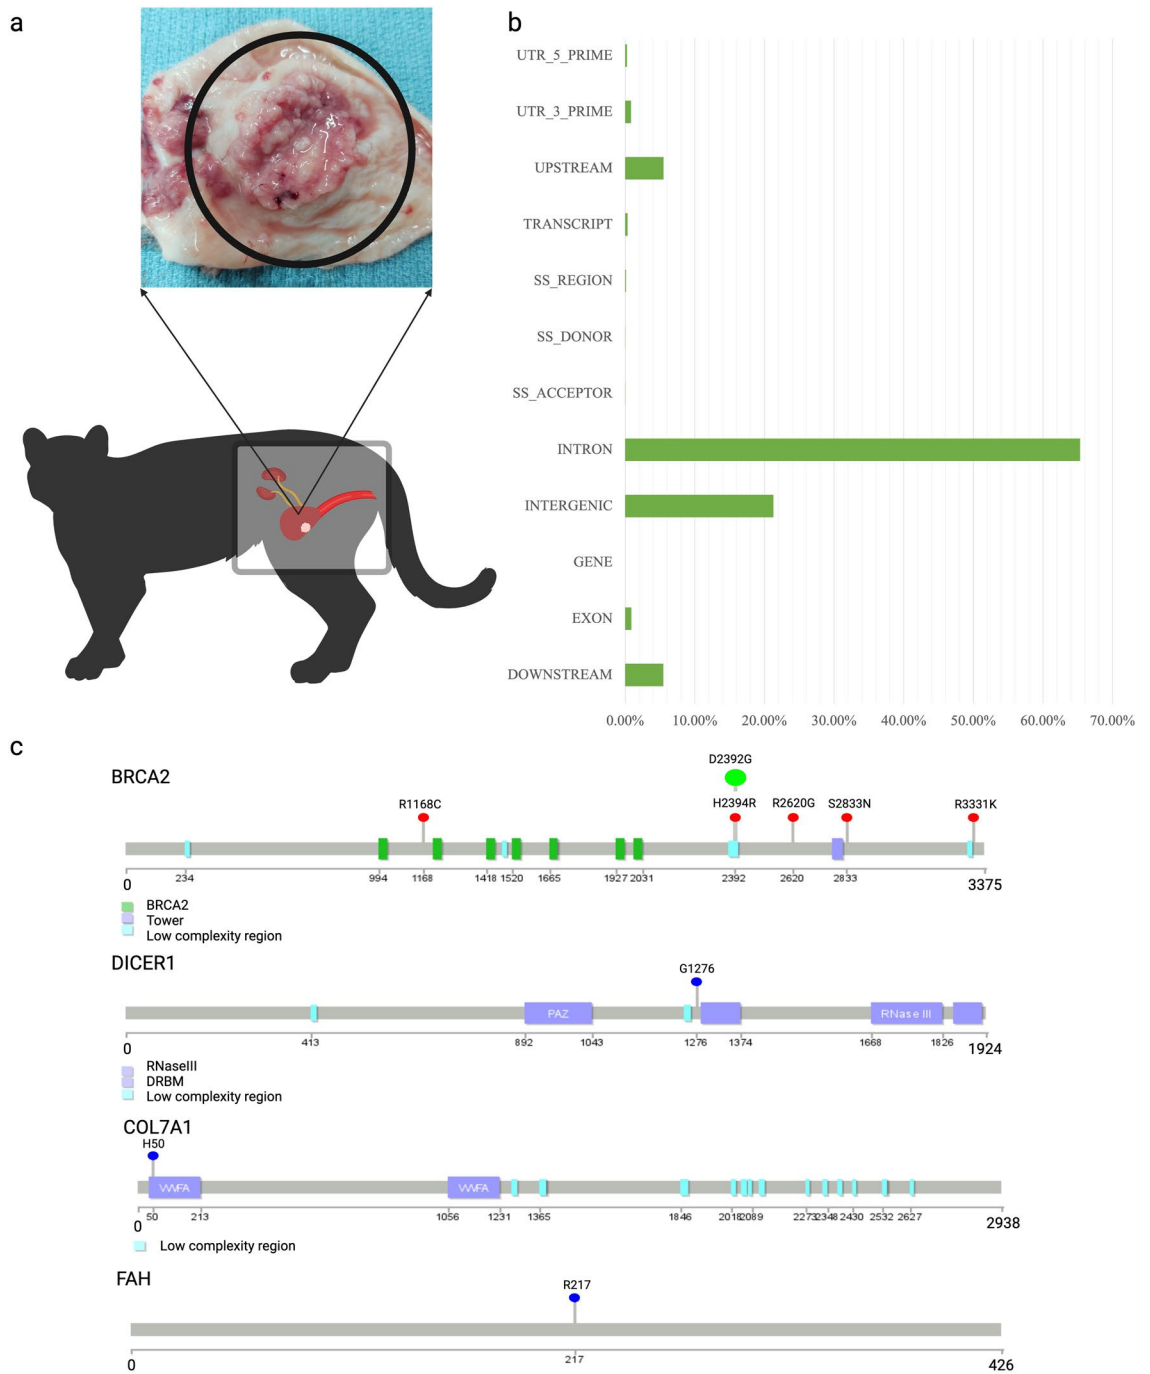 a
b
UTR_5_PRIME
UTR_3_PRIME
UPSTREAM
TRANSCRIPT
SS_REGION
SS_DONOR
SS_ACCEPTOR
INTRON
INTERGENIC
GENE
EXON
DOWNSTREAM
0.00% 10.00% 20.00% 30.00% 40.00% 50.00% 60.00% 70.00%
c
BRCA2
D2392G
R1168C H2394R R2620G S2833N R3331K
234 994 1168 1418 1520 1665 1927 2031 2392 2620 2833
0 3375
BRCA2
Tower
Low complexity region
DICER1
G1276
PAZ RNase III
413 892 1043 1276 1374 1668 1826
0 1924
RNaseIII
DRBM
Low complexity region
COL7A1
H50
VWFA VWFA
50 213 1056 1231 1365 1846 2018 2089 2273 2348 2430 2532 2627
0 2938
Low complexity region
FAH
R217
217
0 426